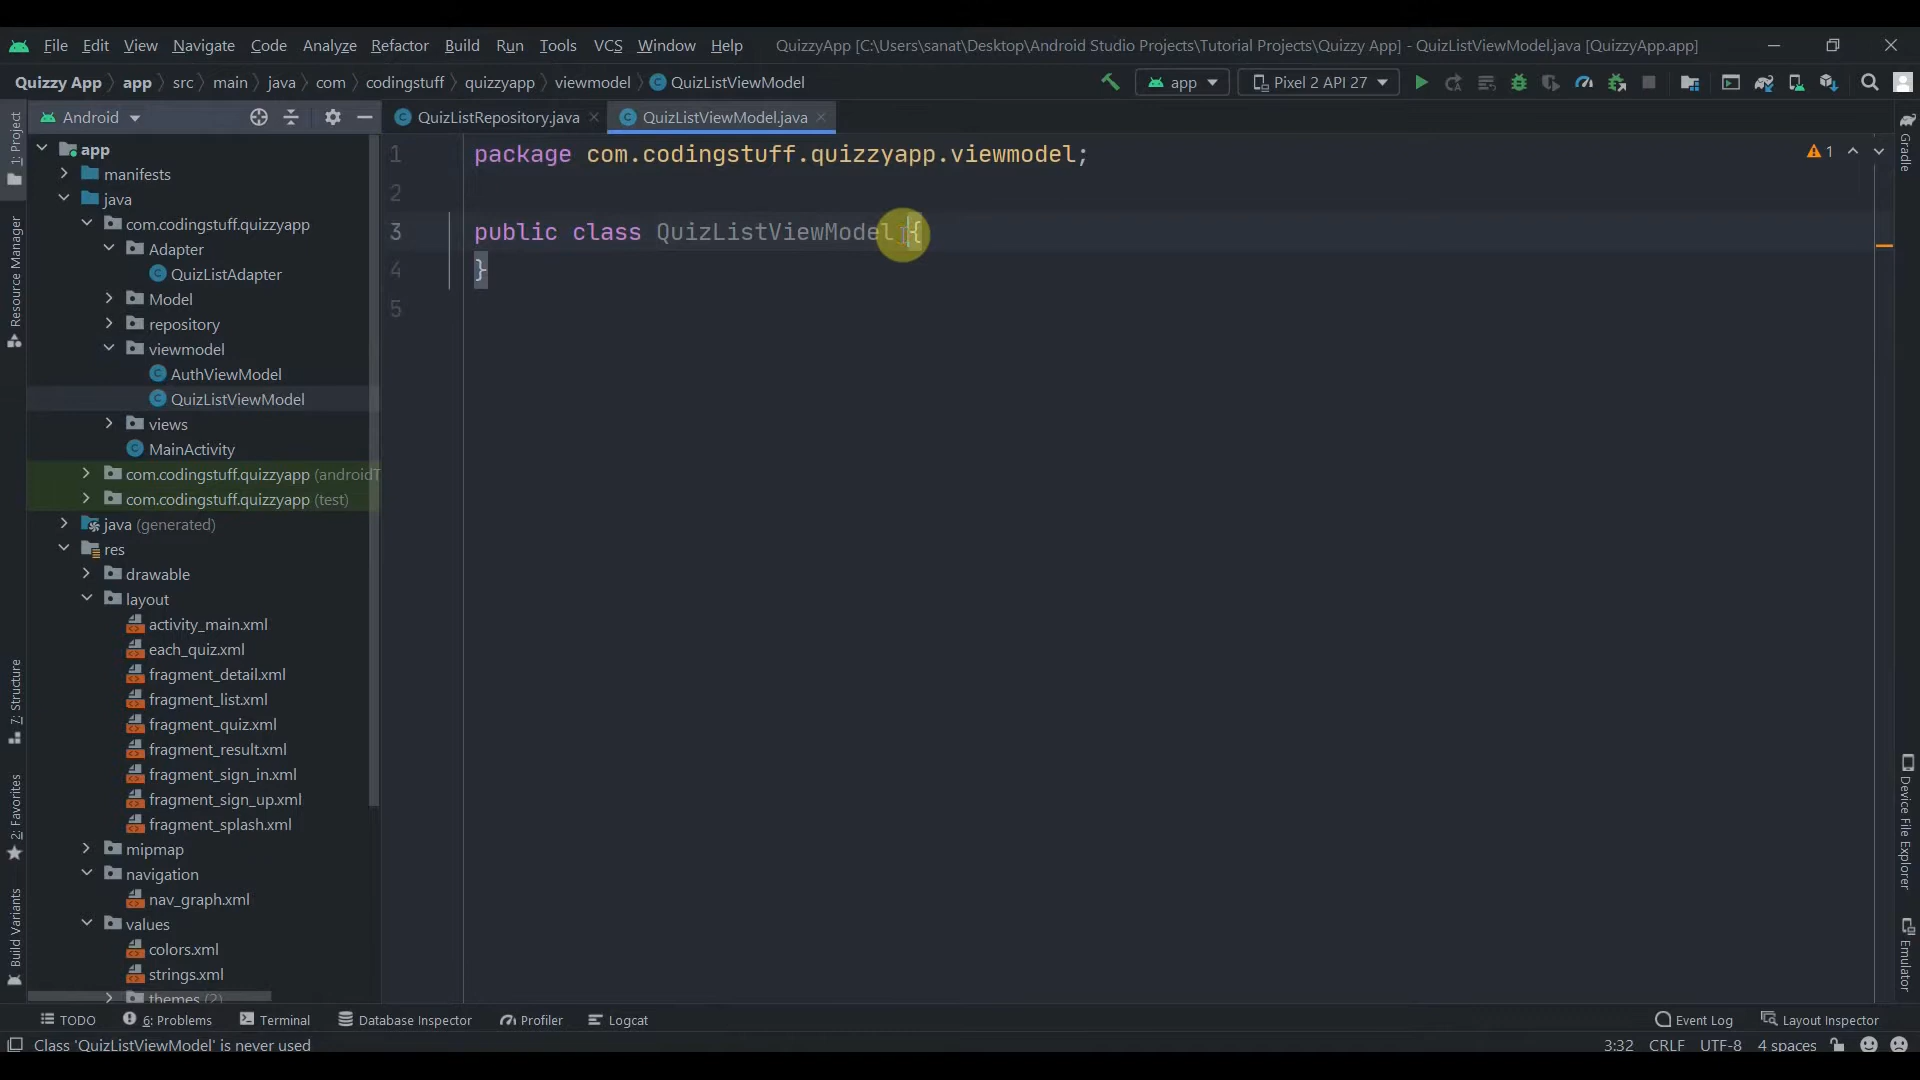 File Edit View Navigate Code Analyze Refactor Build Run Tools VCS Window Help QuizzyApp [C:\Users\sanat\Desktop\Android Studio Projects\Tutorial Projects\Quizzy App] - QuizListViewModel.java [QuizzyApp.app]
Quizzy App app src main java com codingstuff quizzyapp viewmodel QuizListViewModel app Pixel 2 API 27
Android QuizListRepository.java QuizListViewModel.java
1: Project
Resource Manager
7: Structure
2: Favorites
Build Variants
app
manifests
java
com.codingstuff.quizzyapp
Adapter
QuizListAdapter
Model
repository
viewmodel
AuthViewModel
QuizListViewModel
views
MainActivity
com.codingstuff.quizzyapp (androidT
com.codingstuff.quizzyapp (test)
java (generated)
res
drawable
layout
activity_main.xml
each_quiz.xml
fragment_detail.xml
fragment_list.xml
fragment_quiz.xml
fragment_result.xml
fragment_sign_in.xml
fragment_sign_up.xml
fragment_splash.xml
mipmap
navigation
nav_graph.xml
values
colors.xml
strings.xml
themes (2)
1 package com.codingstuff.quizzyapp.viewmodel;
2
3 public class QuizListViewModel {
4 }
5
1
Gradle
Device File Explorer
Emulator
TODO 6: Problems Terminal Database Inspector Profiler Logcat Event Log Layout Inspector
Class 'QuizListViewModel' is never used 3:32 CRLF UTF-8 4 spaces